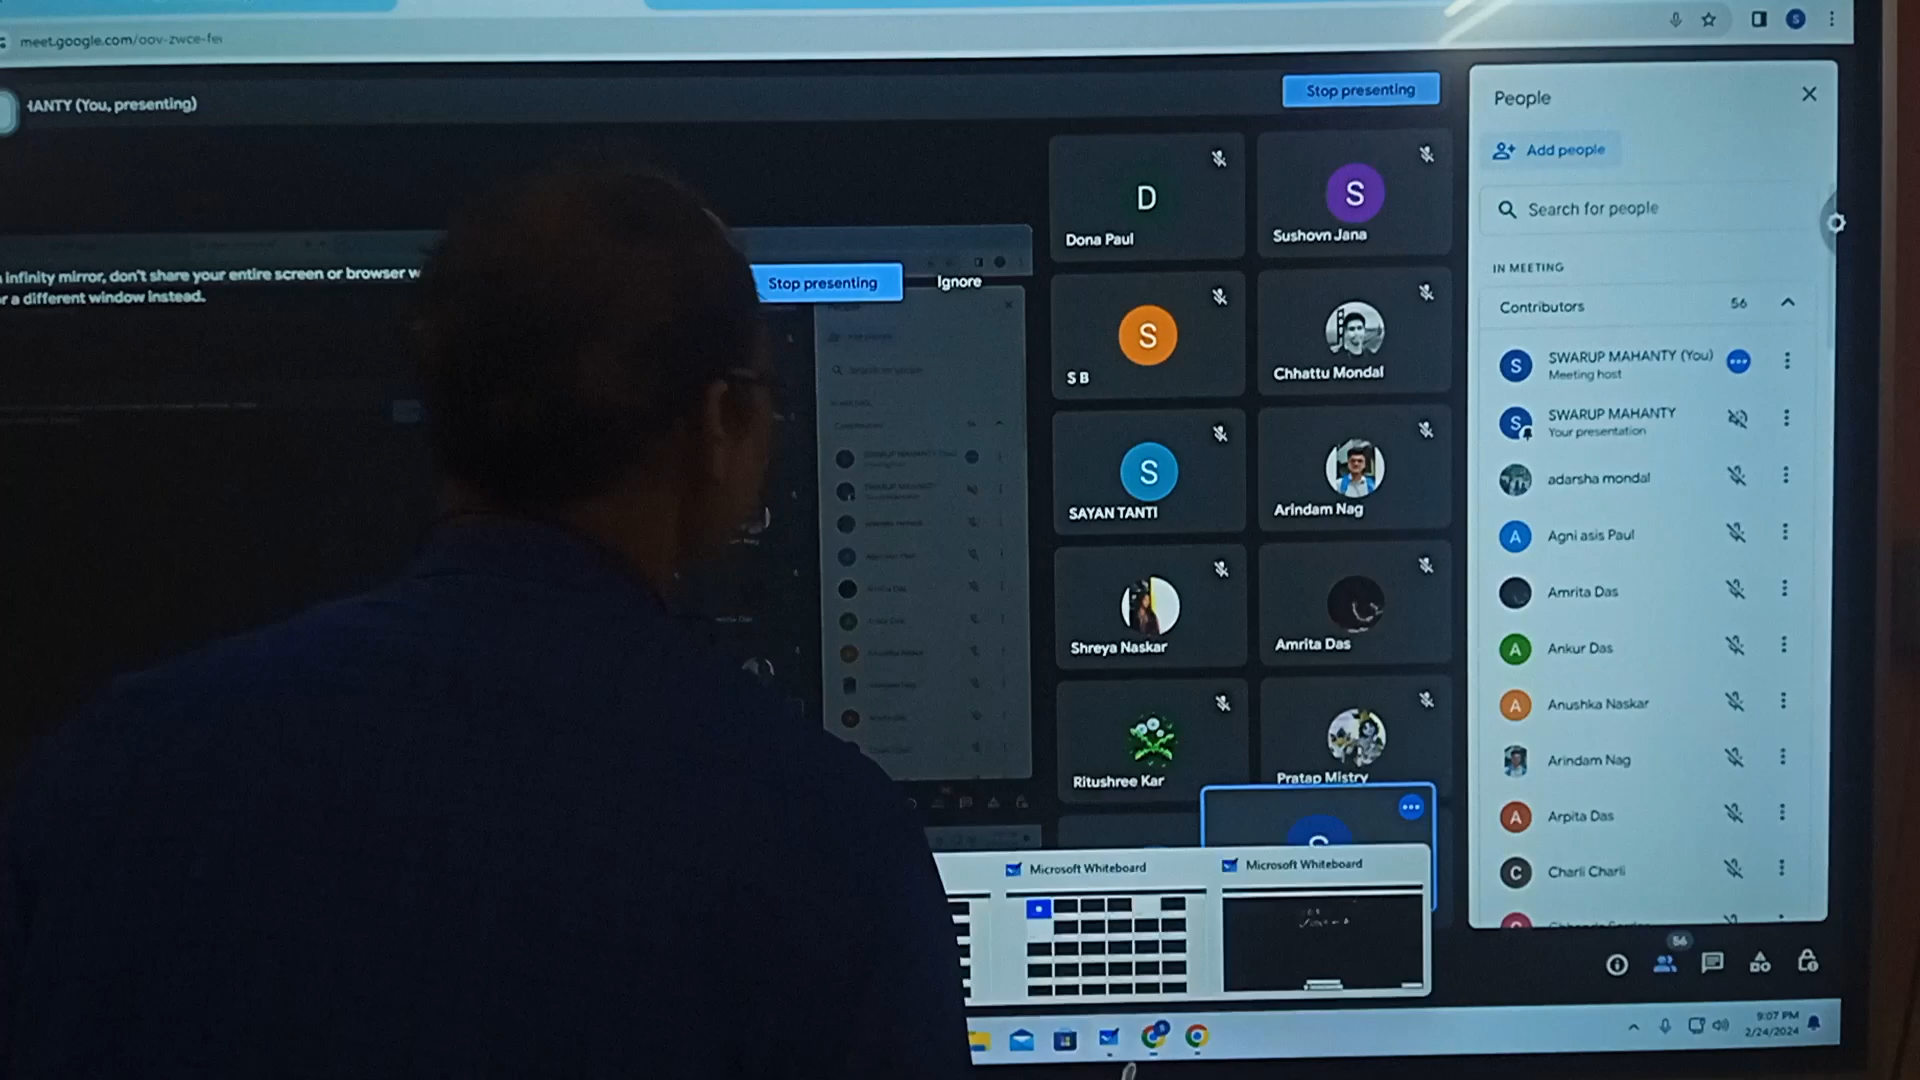 meet.google.com/oov-zwce-fe
HANTY (You, presenting)
Stop presenting
infinity mirror, don't share your entire screen or browser w
r a different window instead.
Stop presenting
Ignore
D
Dona Paul
S
Sushovn Jana
S
S B
Chhattu Mondal
S
SAYAN TANTI
Arindam Nag
Shreya Naskar
Amrita Das
Ritushree Kar
Pratap Mistry
Microsoft Whiteboard
Microsoft Whiteboard
People
Add people
Search for people
IN MEETING
Contributors
56
S
SWARUP MAHANTY (You)
Meeting host
S
SWARUP MAHANTY
Your presentation
adarsha mondal
A
Agni asis Paul
Amrita Das
A
Ankur Das
A
Anushka Naskar
Arindam Nag
A
Arpita Das
C
Charli Charli
56
9:07 PM
2/24/2024